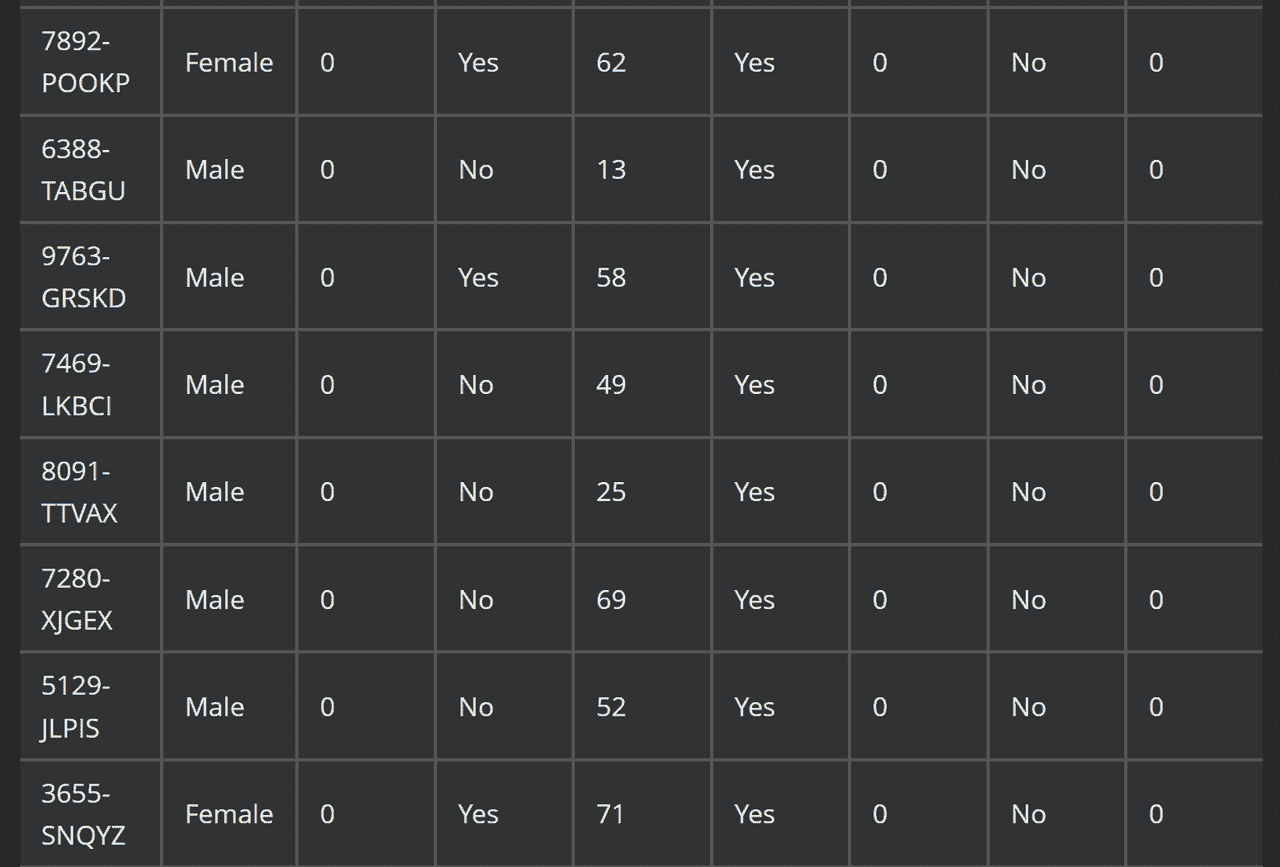 7892-
POOKP Female 0 Yes 62 Yes 0 No 0
6388-
TABGU Male 0 No 13 Yes 0 No 0
9763-
GRSKD Male 0 Yes 58 Yes 0 No 0
7469-
LKBCI Male 0 No 49 Yes 0 No 0
8091-
TTVAX Male 0 No 25 Yes 0 No 0
7280-
XJGEX Male 0 No 69 Yes 0 No 0
5129-
JLPIS Male 0 No 52 Yes 0 No 0
3655-
SNQYZ Female 0 Yes 71 Yes 0 No 0